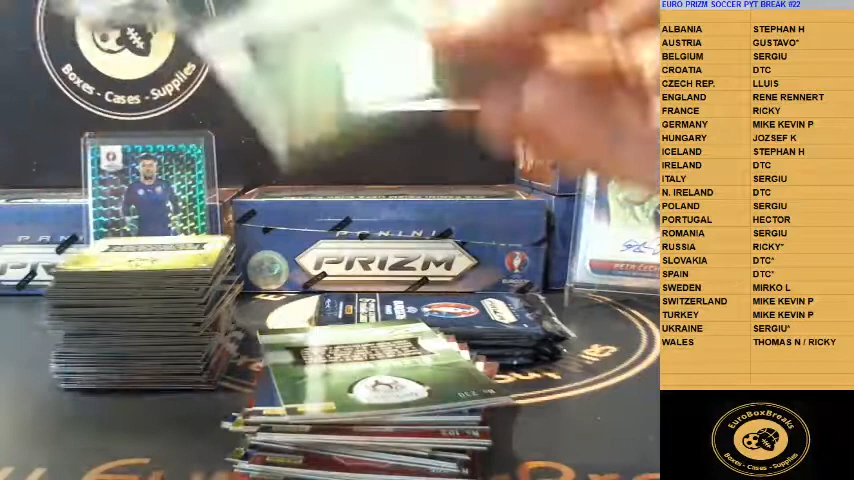 EURO PRIZM SOCCER PYT BREAK #22
ALBANIA STEPHAN H
AUSTRIA GUSTAVO*
BELGIUM SERGIU
CROATIA DTC
CZECH REP. LLUIS
ENGLAND RENE RENNERT
FRANCE RICKY
GERMANY MIKE KEVIN P
HUNGARY JOZSEF K
ICELAND STEPHAN H
IRELAND DTC
ITALY SERGIU
N. IRELAND DTC
POLAND SERGIU
PORTUGAL HECTOR
ROMANIA SERGIU
RUSSIA RICKY*
SLOVAKIA DTC*
SPAIN DTC*
SWEDEN MIRKO L
SWITZERLAND MIKE KEVIN P
TURKEY MIKE KEVIN P
UKRAINE SERGIU*
WALES THOMAS N / RICKY
EuroBoxBreaks
Boxes - Cases - Supplies
Boxes - Cases - Supplies
PANINI
PRIZM
PETR ČECH